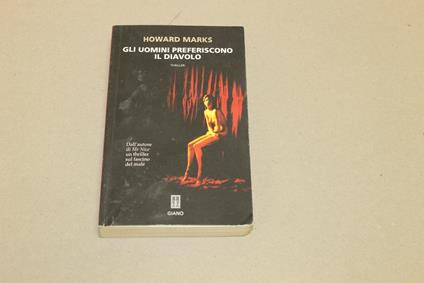 HOWARD MARKS
GLI UOMINI PREFERISCONO
IL DIAVOLO
THRILLER
Dall'autore
di Mr Nice
un thriller
sul fascino
del male
GIANO